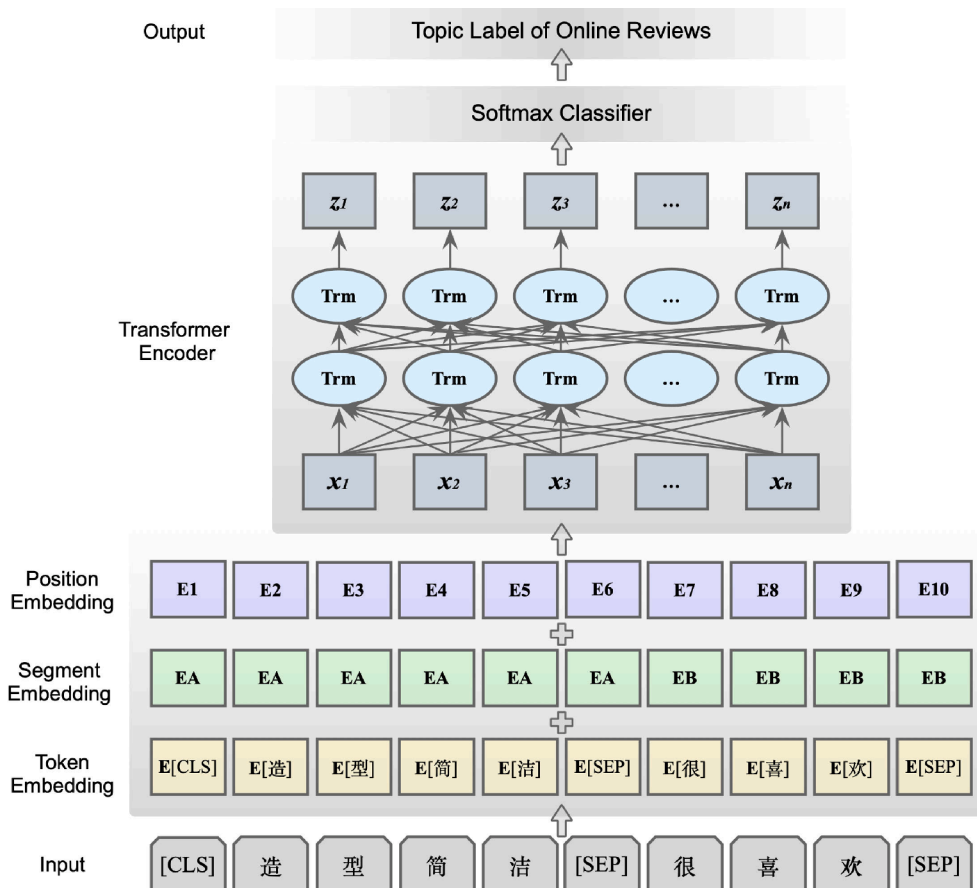 Output Topic Label of Online Reviews
Softmax Classifier
z1 z2 z3 ... zn
Trm Trm Trm ... Trm
Transformer
Encoder
Trm Trm Trm ... Trm
x1 x2 x3 ... xn
Position
Embedding
E1 E2 E3 E4 E5 E6 E7 E8 E9 E10
Segment
Embedding
EA EA EA EA EA EA EB EB EB EB
Token
Embedding
E[CLS] E[造] E[型] E[简] E[洁] E[SEP] E[很] E[喜] E[欢] E[SEP]
Input [CLS] 造 型 简 洁 [SEP] 很 喜 欢 [SEP]